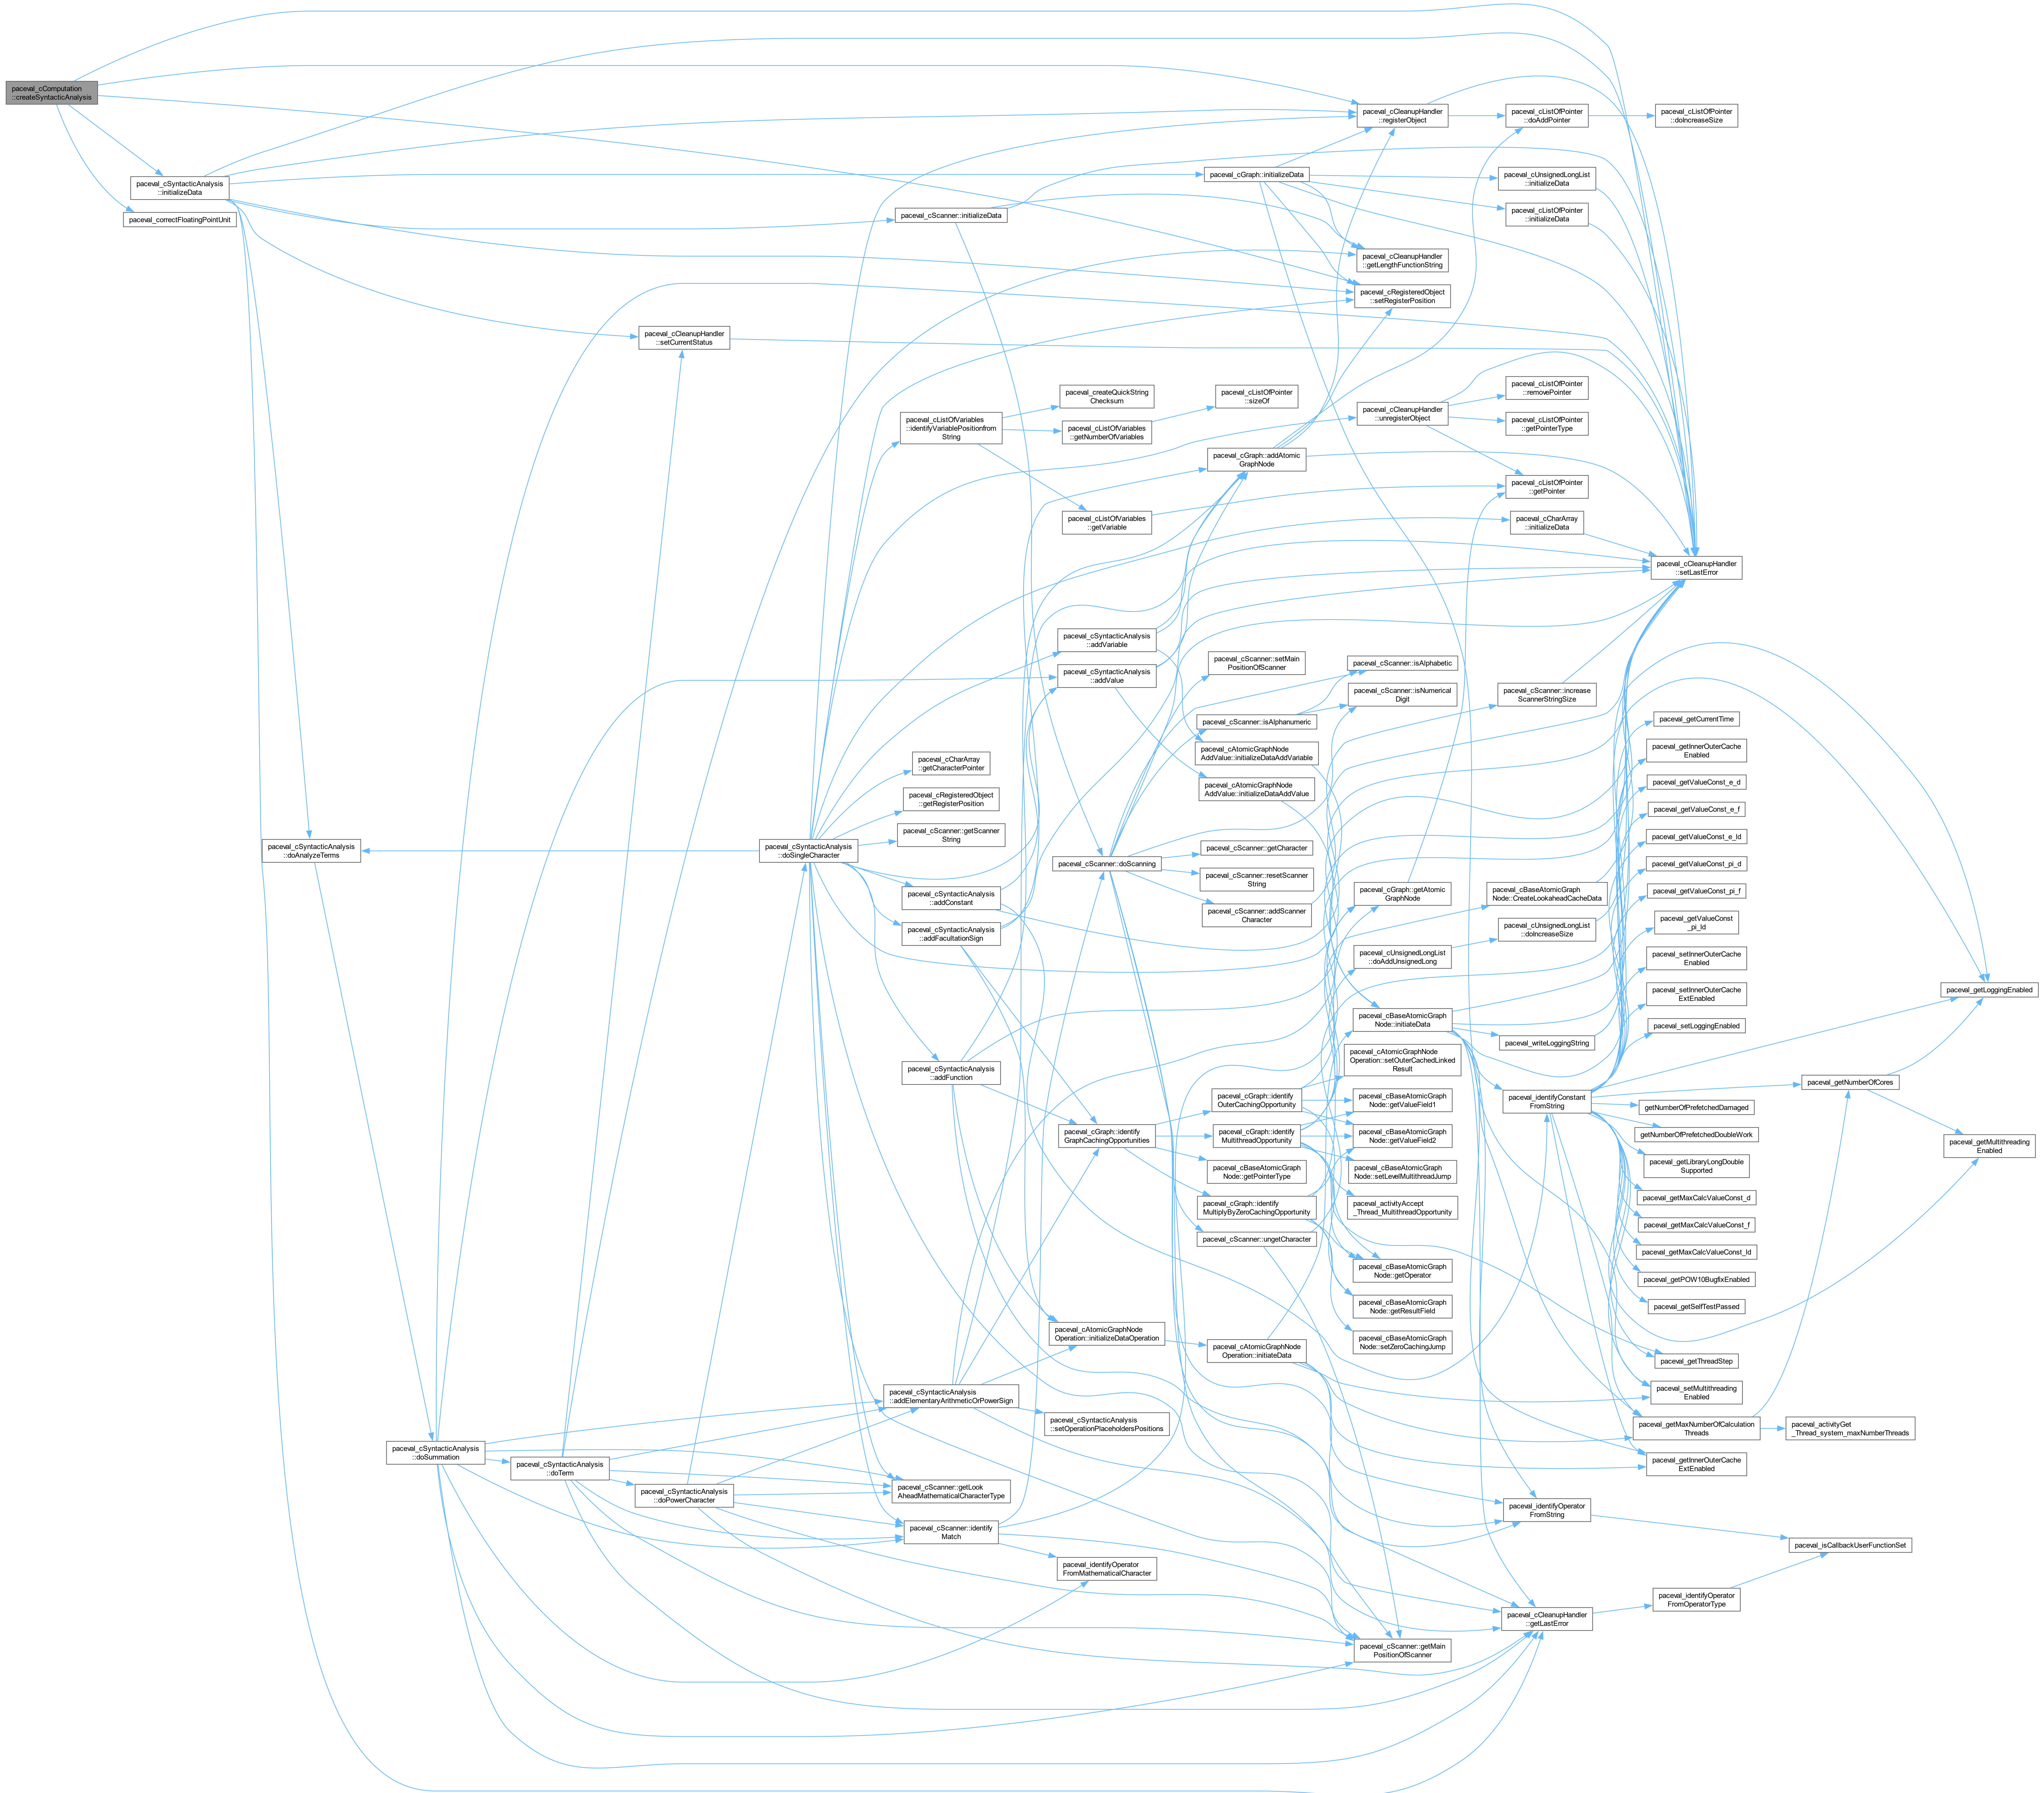 paceval_cComputation
::createSyntacticAnalysis
paceval_cSyntacticAnalysis
::initializeData
paceval_correctFloatingPointUnit
paceval_cSyntacticAnalysis
::doAnalyzeTerms
paceval_cSyntacticAnalysis
::doSummation
paceval_cSyntacticAnalysis
::doTerm
paceval_cCleanupHandler
::setCurrentStatus
paceval_cSyntacticAnalysis
::doPowerCharacter
paceval_cSyntacticAnalysis
::doSingleCharacter
paceval_cScanner::initializeData
paceval_cListOfVariables
::identifyVariablePositionfrom
String
paceval_cCharArray
::getCharacterPointer
paceval_cRegisteredObject
::getRegisterPosition
paceval_cScanner::getScanner
String
paceval_cSyntacticAnalysis
::addConstant
paceval_cSyntacticAnalysis
::addFacultationSign
paceval_cSyntacticAnalysis
::addFunction
paceval_cSyntacticAnalysis
::addElementaryArithmeticOrPowerSign
paceval_cScanner::getLook
AheadMathematicalCharacterType
paceval_cScanner::identify
Match
paceval_createQuickString
Checksum
paceval_cListOfVariables
::getNumberOfVariables
paceval_cListOfVariables
::getVariable
paceval_cSyntacticAnalysis
::addVariable
paceval_cSyntacticAnalysis
::addValue
paceval_cScanner::doScanning
paceval_cGraph::identify
GraphCachingOpportunities
paceval_cAtomicGraphNode
Operation::initializeDataOperation
paceval_cSyntacticAnalysis
::setOperationPlaceholdersPositions
paceval_identifyOperator
FromMathematicalCharacter
paceval_cGraph::initializeData
paceval_cListOfPointer
::sizeOf
paceval_cGraph::addAtomic
GraphNode
paceval_cScanner::setMain
PositionOfScanner
paceval_cScanner::isAlphanumeric
paceval_cAtomicGraphNode
AddValue::initializeDataAddVariable
paceval_cAtomicGraphNode
AddValue::initializeDataAddValue
paceval_cScanner::getCharacter
paceval_cScanner::resetScanner
String
paceval_cScanner::addScanner
Character
paceval_cGraph::identify
OuterCachingOpportunity
paceval_cGraph::identify
MultithreadOpportunity
paceval_cBaseAtomicGraph
Node::getPointerType
paceval_cGraph::identify
MultiplyByZeroCachingOpportunity
paceval_cScanner::ungetCharacter
paceval_cAtomicGraphNode
Operation::initiateData
paceval_cCleanupHandler
::registerObject
paceval_cCleanupHandler
::getLengthFunctionString
paceval_cRegisteredObject
::setRegisterPosition
paceval_cCleanupHandler
::unregisterObject
paceval_cScanner::isAlphabetic
paceval_cScanner::isNumerical
Digit
paceval_cGraph::getAtomic
GraphNode
paceval_cUnsignedLongList
::doAddUnsignedLong
paceval_cBaseAtomicGraph
Node::initiateData
paceval_cAtomicGraphNode
Operation::setOuterCachedLinked
Result
paceval_cBaseAtomicGraph
Node::getValueField1
paceval_cBaseAtomicGraph
Node::getValueField2
paceval_cBaseAtomicGraph
Node::setLevelMultithreadJump
paceval_activityAccept
_Thread_MultithreadOpportunity
paceval_cBaseAtomicGraph
Node::getOperator
paceval_cBaseAtomicGraph
Node::getResultField
paceval_cBaseAtomicGraph
Node::setZeroCachingJump
paceval_cScanner::getMain
PositionOfScanner
paceval_cListOfPointer
::doAddPointer
paceval_cUnsignedLongList
::initializeData
paceval_cListOfPointer
::initializeData
paceval_cListOfPointer
::removePointer
paceval_cListOfPointer
::getPointerType
paceval_cListOfPointer
::getPointer
paceval_cCharArray
::initializeData
paceval_cScanner::increase
ScannerStringSize
paceval_cBaseAtomicGraph
Node::CreateLookaheadCacheData
paceval_cUnsignedLongList
::doIncreaseSize
paceval_writeLoggingString
paceval_identifyConstant
FromString
paceval_identifyOperator
FromString
paceval_cCleanupHandler
::getLastError
paceval_cListOfPointer
::doIncreaseSize
paceval_cCleanupHandler
::setLastError
paceval_getCurrentTime
paceval_getInnerOuterCache
Enabled
paceval_getValueConst_e_d
paceval_getValueConst_e_f
paceval_getValueConst_e_ld
paceval_getValueConst_pi_d
paceval_getValueConst_pi_f
paceval_getValueConst
_pi_ld
paceval_setInnerOuterCache
Enabled
paceval_setInnerOuterCache
ExtEnabled
paceval_setLoggingEnabled
getNumberOfPrefetchedDamaged
getNumberOfPrefetchedDoubleWork
paceval_getLibraryLongDouble
Supported
paceval_getMaxCalcValueConst_d
paceval_getMaxCalcValueConst_f
paceval_getMaxCalcValueConst_ld
paceval_getPOW10BugfixEnabled
paceval_getSelfTestPassed
paceval_getThreadStep
paceval_setMultithreading
Enabled
paceval_getMaxNumberOfCalculation
Threads
paceval_getInnerOuterCache
ExtEnabled
paceval_identifyOperator
FromOperatorType
paceval_getNumberOfCores
paceval_activityGet
_Thread_system_maxNumberThreads
paceval_isCallbackUserFunctionSet
paceval_getLoggingEnabled
paceval_getMultithreading
Enabled